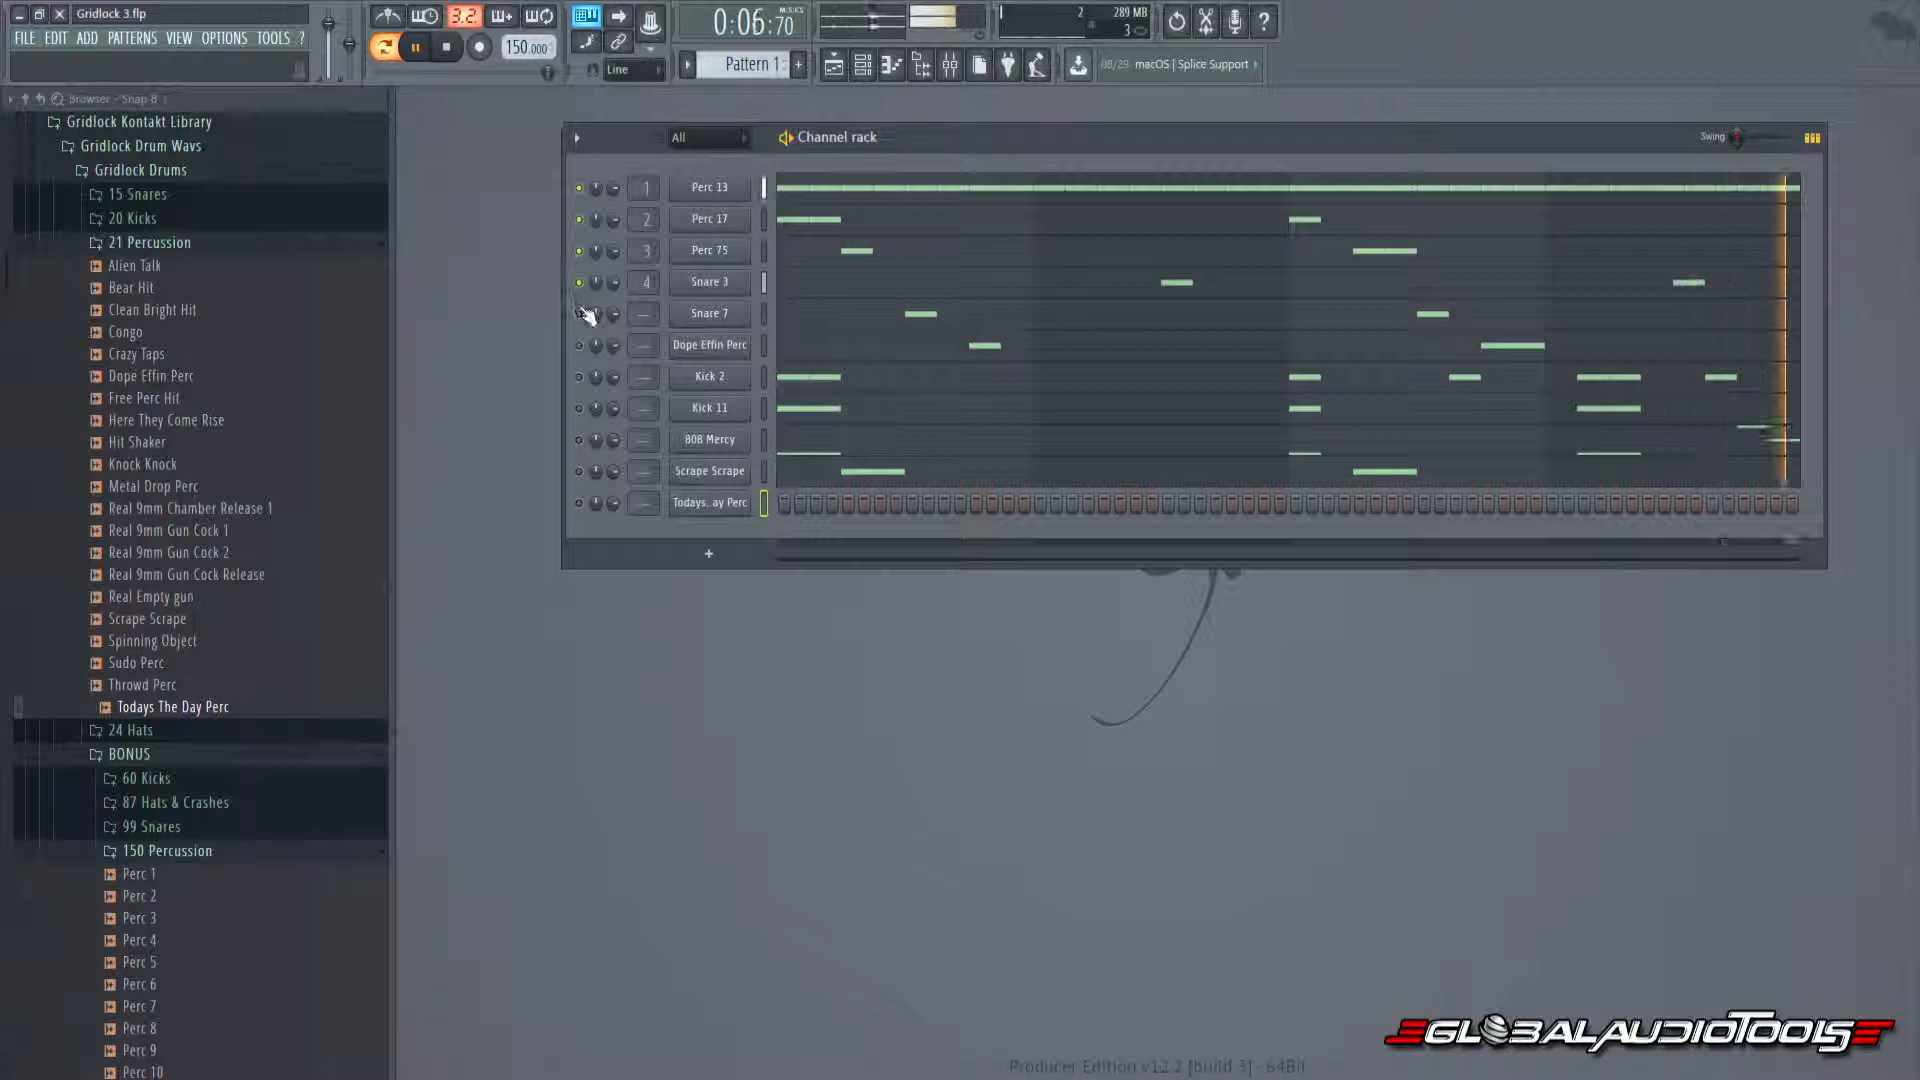 Gridlock 3.flp
FILE EDIT ADD PATTERNS VIEW OPTIONS TOOLS ?
3.2
150.000
Line
0:06:70
M:S:CS
Pattern 1
2
289 MB
3
08/29 macOS | Splice Support
Browser - Snap 8
Gridlock Kontakt Library
Gridlock Drum Wavs
Gridlock Drums
15 Snares
20 Kicks
21 Percussion
Alien Talk
Bear Hit
Clean Bright Hit
Congo
Crazy Taps
Dope Effin Perc
Free Perc Hit
Here They Come Rise
Hit Shaker
Knock Knock
Metal Drop Perc
Real 9mm Chamber Release 1
Real 9mm Gun Cock 1
Real 9mm Gun Cock 2
Real 9mm Gun Cock Release
Real Empty gun
Scrape Scrape
Spinning Object
Sudo Perc
Throwd Perc
Todays The Day Perc
24 Hats
BONUS
60 Kicks
87 Hats & Crashes
99 Snares
150 Percussion
Perc 1
Perc 2
Perc 3
Perc 4
Perc 5
Perc 6
Perc 7
Perc 8
Perc 9
Perc 10
All
Channel rack
Swing
1 Perc 13
2 Perc 17
3 Perc 75
4 Snare 3
Snare 7
Dope Effin Perc
Kick 2
Kick 11
808 Mercy
Scrape Scrape
Todays..ay Perc
+
GLOBALAUDIOTOOLS
Producer Edition v12.2 [build 3] - 64Bit